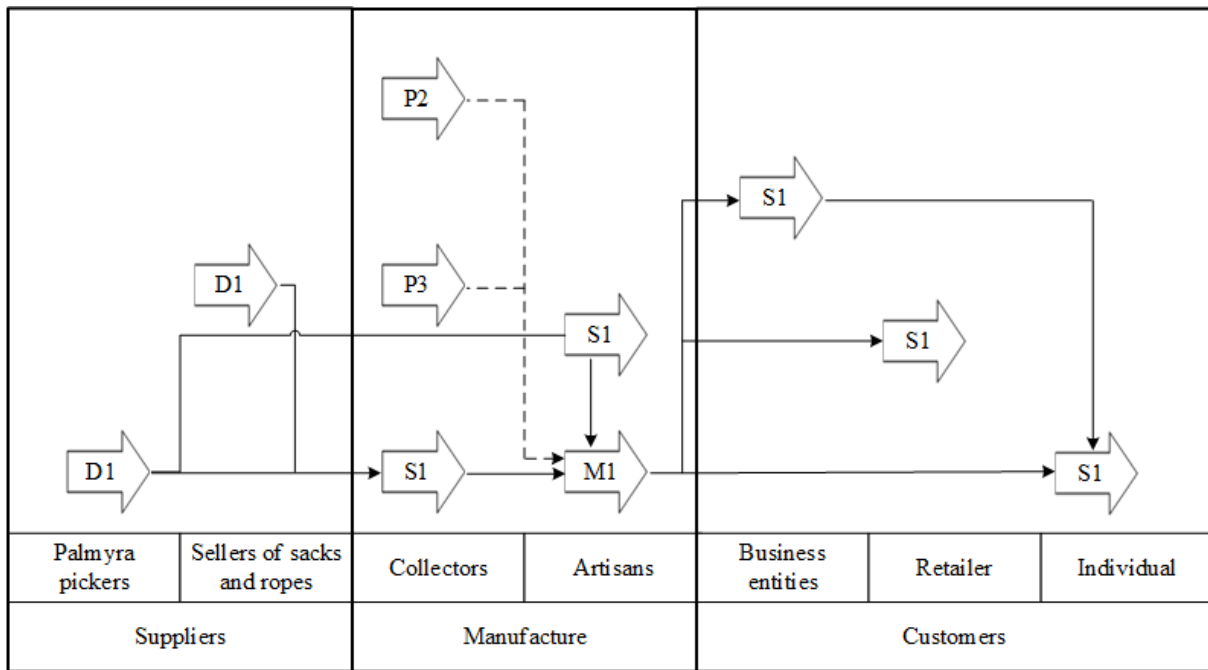 P2
S1
D1
P3
S1
S1
D1
S1
M1
S1
Palmyra
pickers
Sellers of sacks
and ropes
Collectors
Artisans
Business
entities
Retailer
Individual
Suppliers
Manufacture
Customers